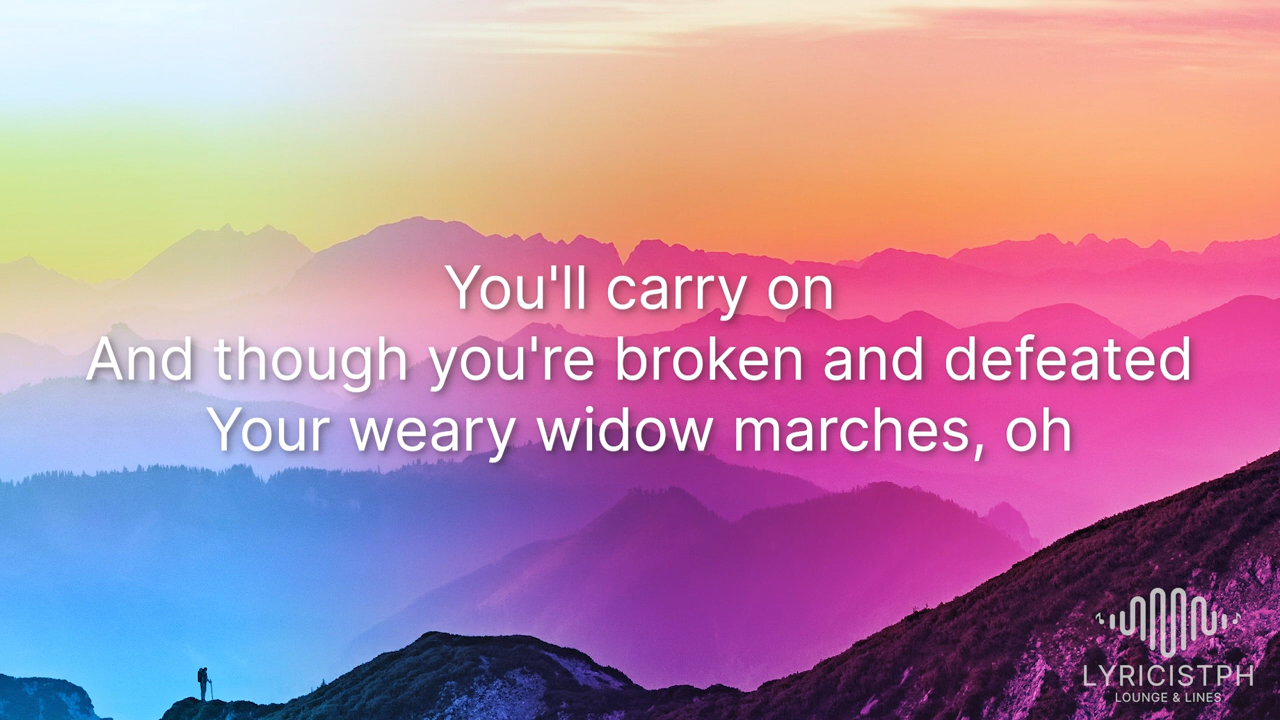 You'll carry on
And though you're broken and defeated
Your weary widow marches, oh
LYRICISTPH
LOUNGE & LINES